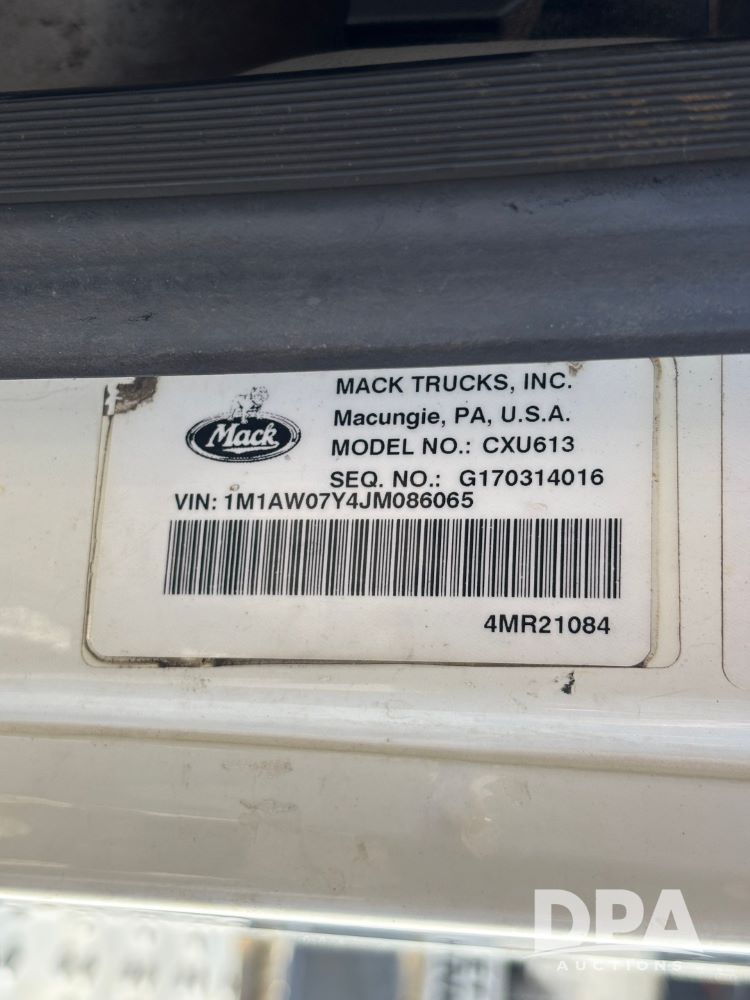 MACK TRUCKS, INC.
Mack
Macungie, PA, U.S.A.
MODEL NO.: CXU613
SEQ. NO.: G170314016
VIN: 1M1AW07Y4JM086065
4MR21084
DPA
AUCTIONS